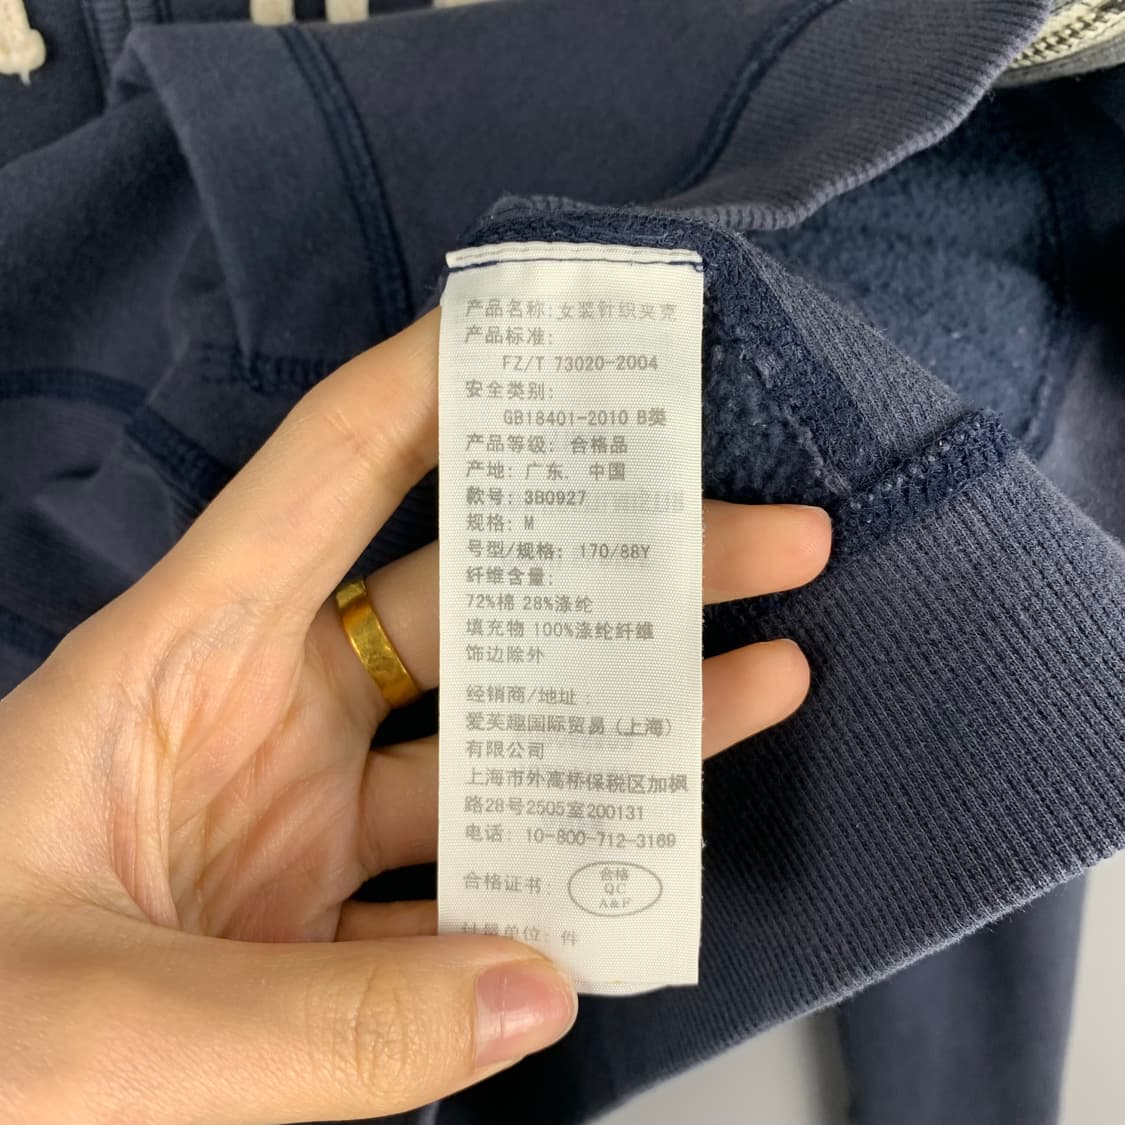 产品名称: 女装针织夹克
产品标准:
FZ/T 73020-2004
安全类别:
GB18401-2010 B类
产品等级: 合格品
产地: 广东. 中国
款号: 3B0927
规格: M
号型/规格: 170/88Y
纤维含量:
72%棉 28%涤纶
填充物 100%涤纶纤维
饰边除外
经销商/地址:
爱芙趣国际贸易 (上海)
有限公司
上海市外高桥保税区加枫
路28号2505室200131
电话: 10-800-712-3169
合格证书:
合格
QC
A&F
计量单位: 件